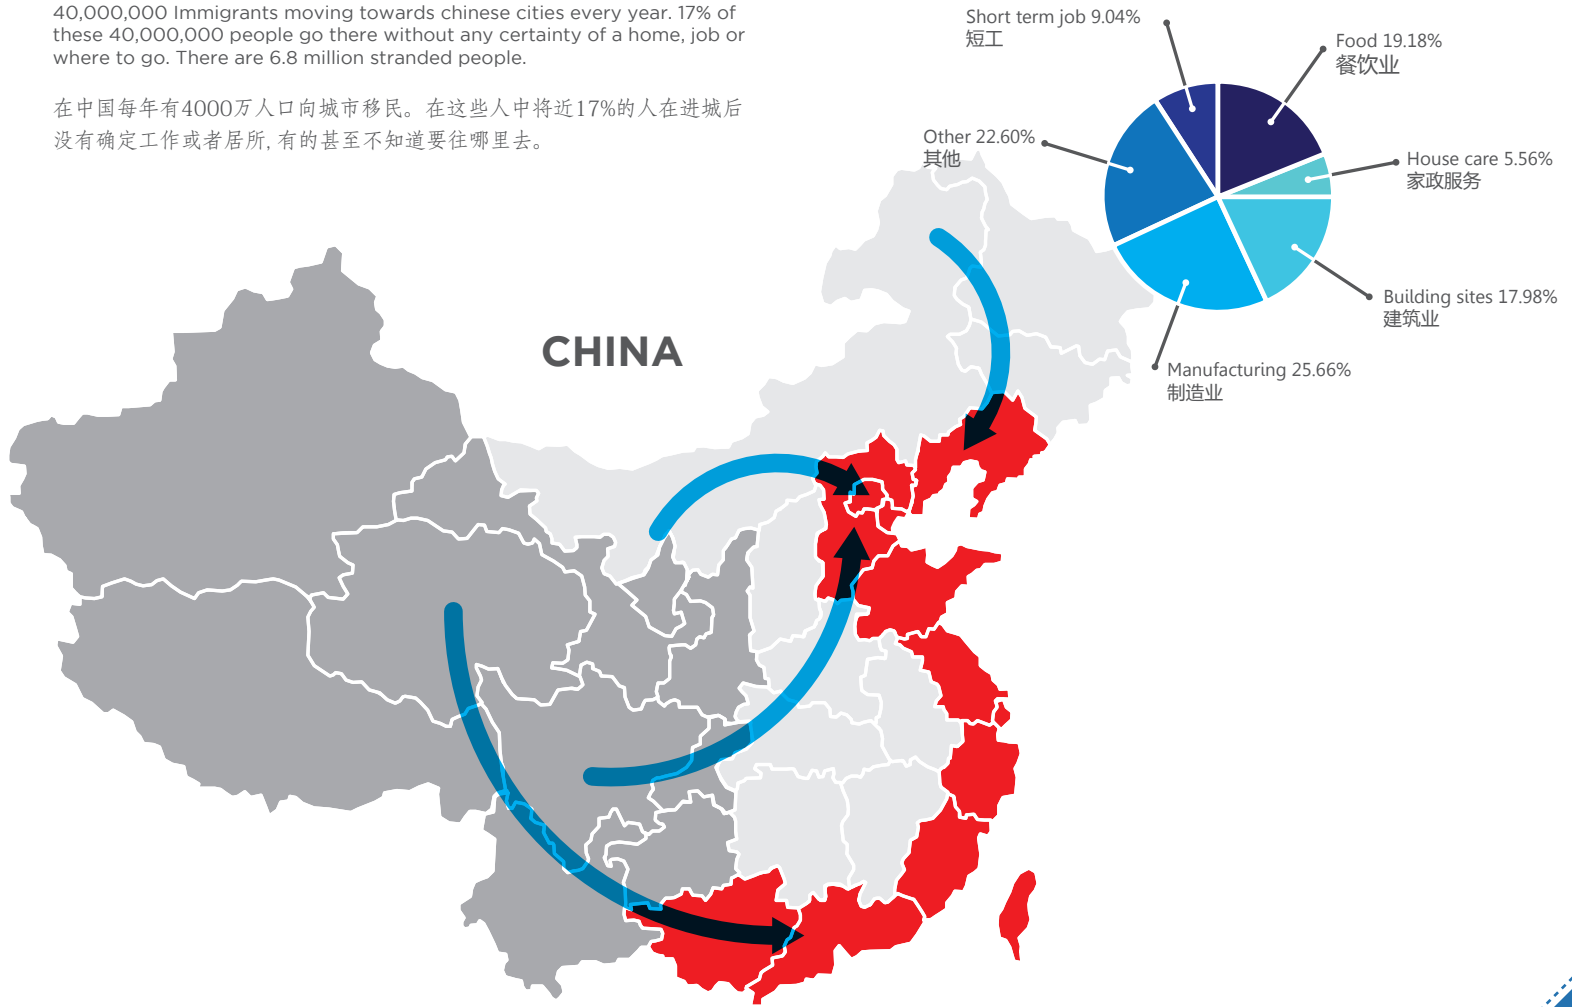 40,000,000 Immigrants moving towards chinese cities every year. 17% of
these 40,000,000 people go there without any certainty of a home, job or
where to go. There are 6.8 million stranded people.
在中国每年有4000万人口向城市移民。在这些人中将近17%的人在进城后
没有确定工作或者居所, 有的甚至不知道要往哪里去。
Short term job 9.04%
短工
Food 19.18%
餐饮业
Other 22.60%
其他
House care 5.56%
家政服务
Building sites 17.98%
建筑业
Manufacturing 25.66%
制造业
CHINA